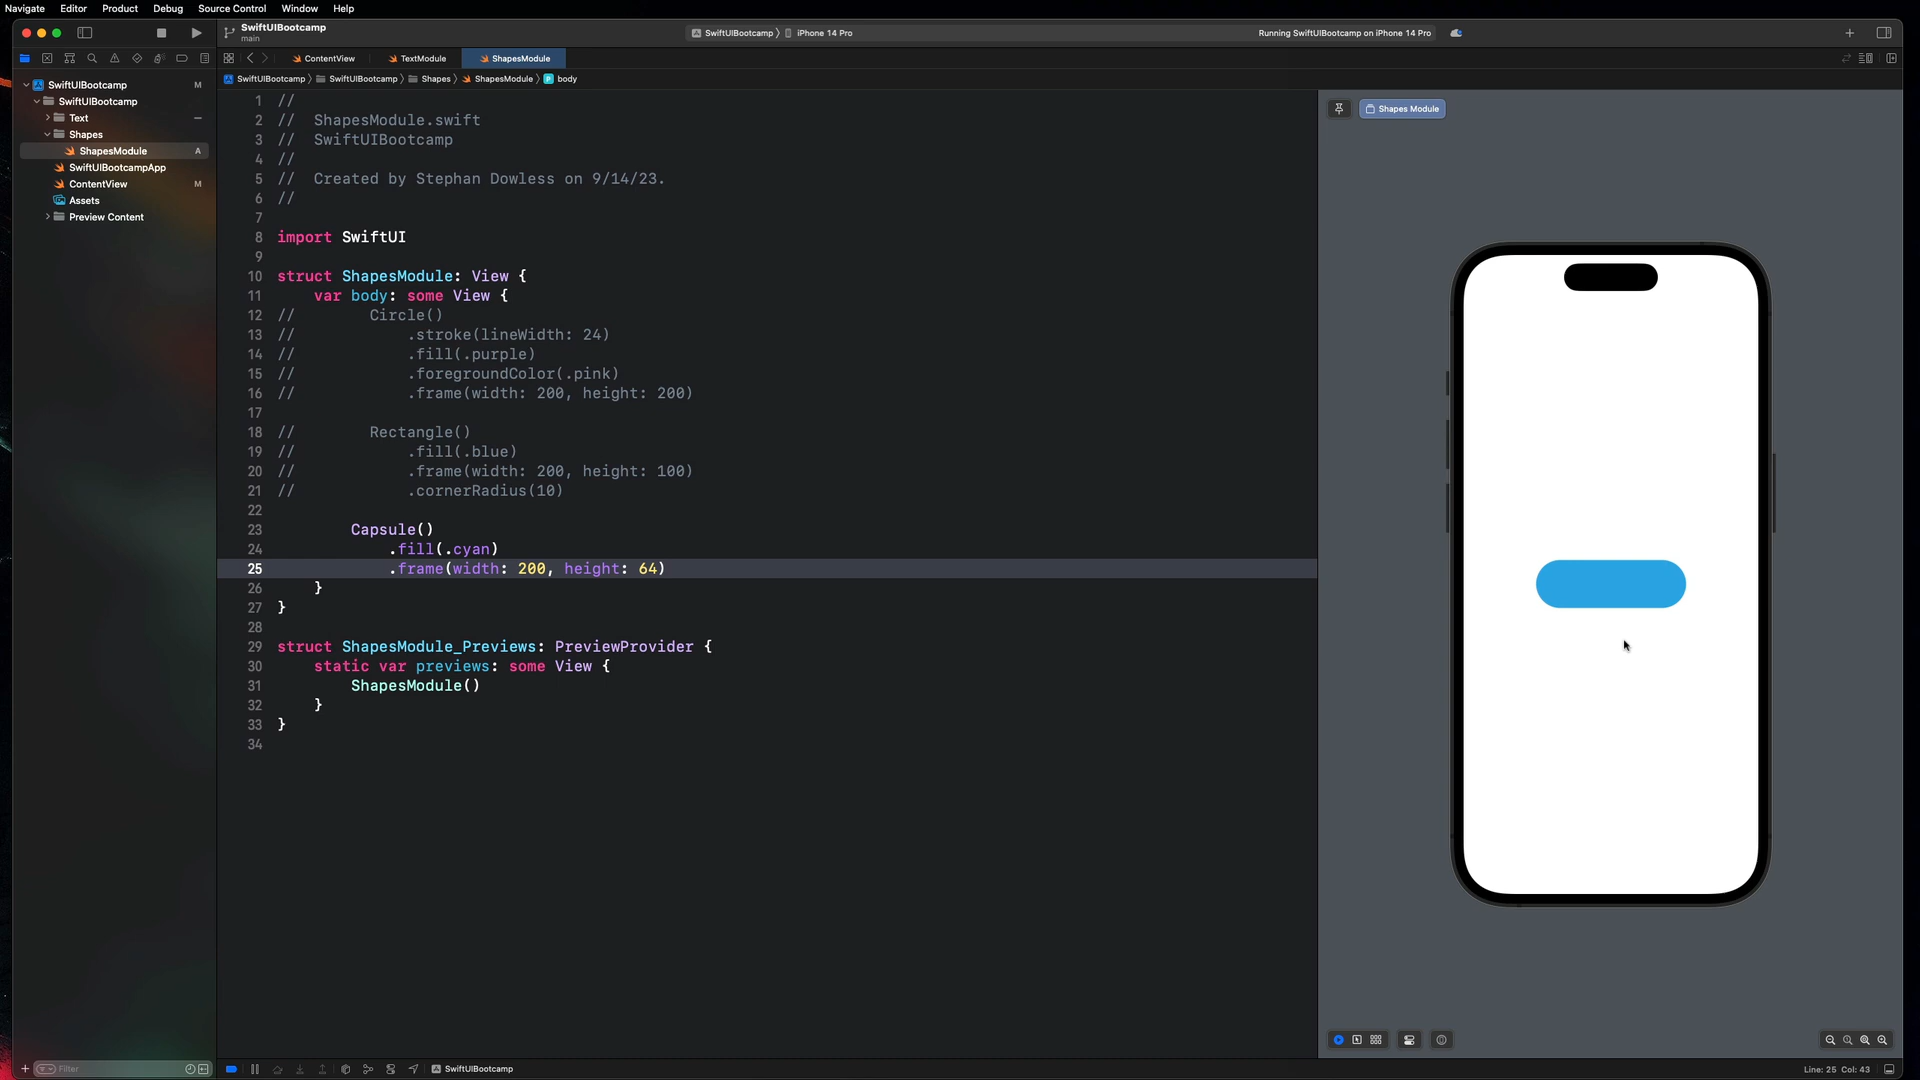 Navigate Editor Product Debug Source Control Window Help
SwiftUIBootcamp
main
SwiftUIBootcamp iPhone 14 Pro
Running SwiftUIBootcamp on iPhone 14 Pro
ContentView TextModule ShapesModule
SwiftUIBootcamp SwiftUIBootcamp Shapes ShapesModule body
SwiftUIBootcamp M
SwiftUIBootcamp
Text
Shapes
ShapesModule A
SwiftUIBootcampApp
ContentView M
Assets
Preview Content
1 //
2 // ShapesModule.swift
3 // SwiftUIBootcamp
4 //
5 // Created by Stephan Dowless on 9/14/23.
6 //
7
8 import SwiftUI
9
10 struct ShapesModule: View {
11 var body: some View {
12 // Circle()
13 // .stroke(lineWidth: 24)
14 // .fill(.purple)
15 // .foregroundColor(.pink)
16 // .frame(width: 200, height: 200)
17
18 // Rectangle()
19 // .fill(.blue)
20 // .frame(width: 200, height: 100)
21 // .cornerRadius(10)
22
23 Capsule()
24 .fill(.cyan)
25 .frame(width: 200, height: 64)
26 }
27 }
28
29 struct ShapesModule_Previews: PreviewProvider {
30 static var previews: some View {
31 ShapesModule()
32 }
33 }
34
Shapes Module
Filter
SwiftUIBootcamp
Line: 25 Col: 43